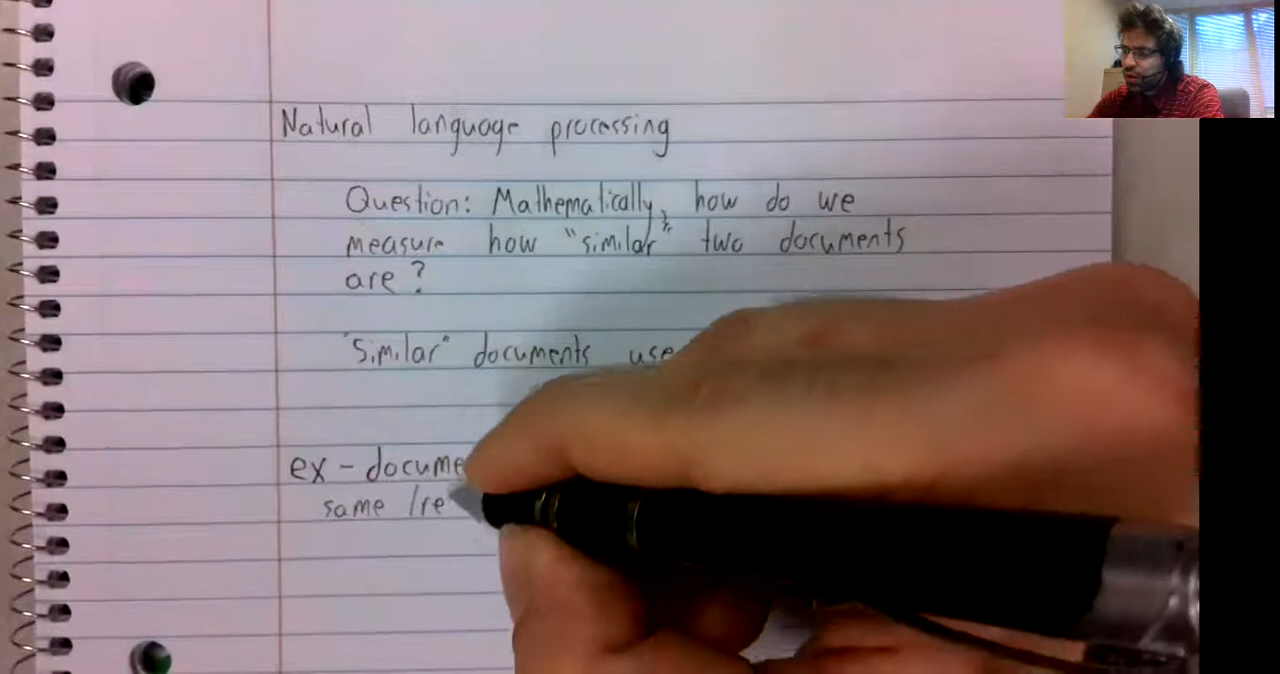 Natural language processing
Question: Mathematically, how do we
measure how "similar" two documents
are?
"Similar" documents use
ex - docume
same /re